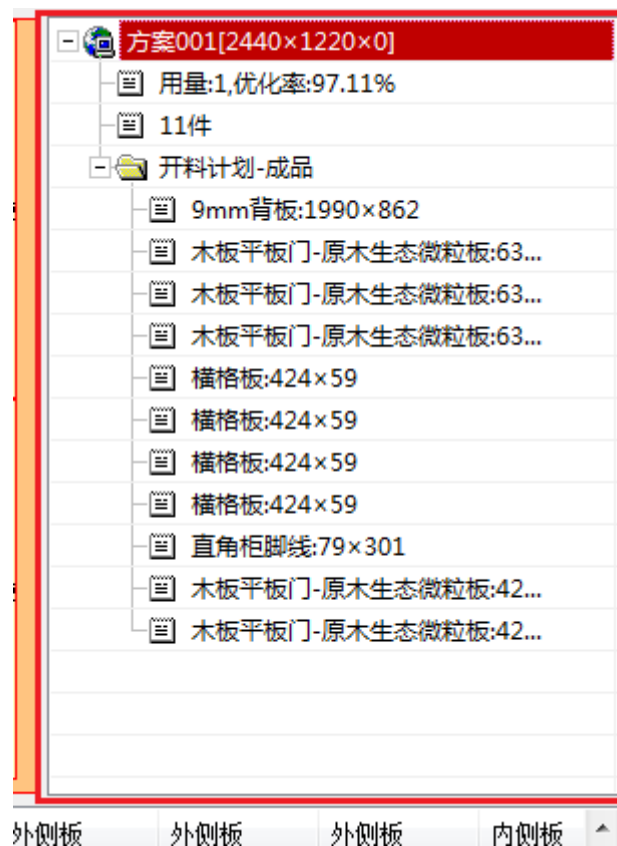 方案001[2440×1220×0]
用量:1,优化率:97.11%
11件
开料计划-成品
9mm背板:1990×862
木板平板门-原木生态微粒板:63...
木板平板门-原木生态微粒板:63...
木板平板门-原木生态微粒板:63...
横格板:424×59
横格板:424×59
横格板:424×59
横格板:424×59
直角柜脚线:79×301
木板平板门-原木生态微粒板:42...
木板平板门-原木生态微粒板:42...
外侧板 外侧板 外侧板 内侧板